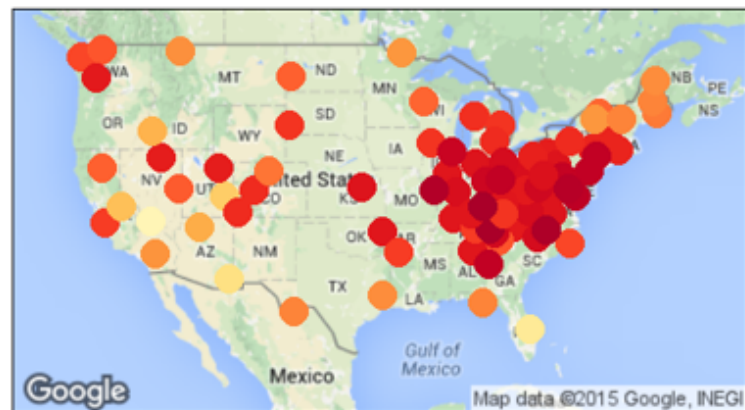 WA
MT
ND
NB
PE
MN
OR
ID
SD
WI
NS
WY
IA
NE
NV
UT
United States
CO
KS
MO
OK
AR
AZ
NM
SC
MS
AL
GA
TX
LA
Gulf of
Mexico
Mexico
Google
Map data ©2015 Google, INEGI